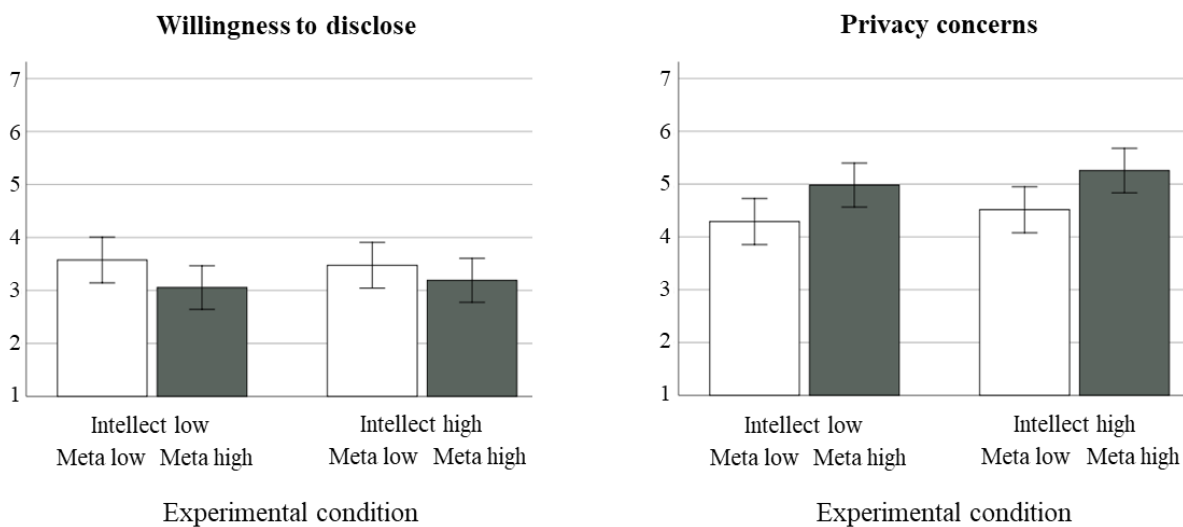 Willingness to disclose
7
6
5
4
3
2
1
Intellect low Intellect high
Meta low Meta high Meta low Meta high
Experimental condition
Privacy concerns
7
6
5
4
3
2
1
Intellect low Intellect high
Meta low Meta high Meta low Meta high
Experimental condition